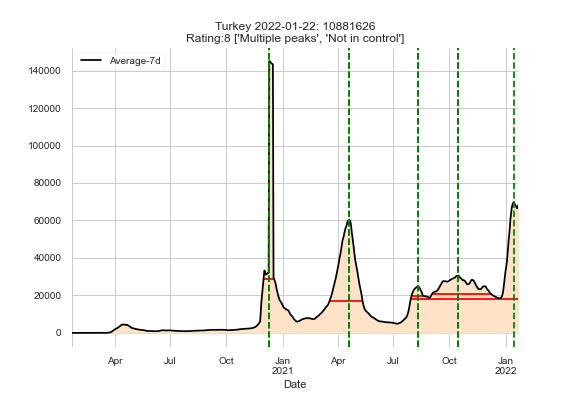 Turkey 2022-01-22: 10881626
Rating:8 ['Multiple peaks', 'Not in control']
Average-7d
140000
120000
100000
80000
60000
40000
20000
0
Apr Jul Oct Jan Apr Jul Oct Jan
2021 2022
Date